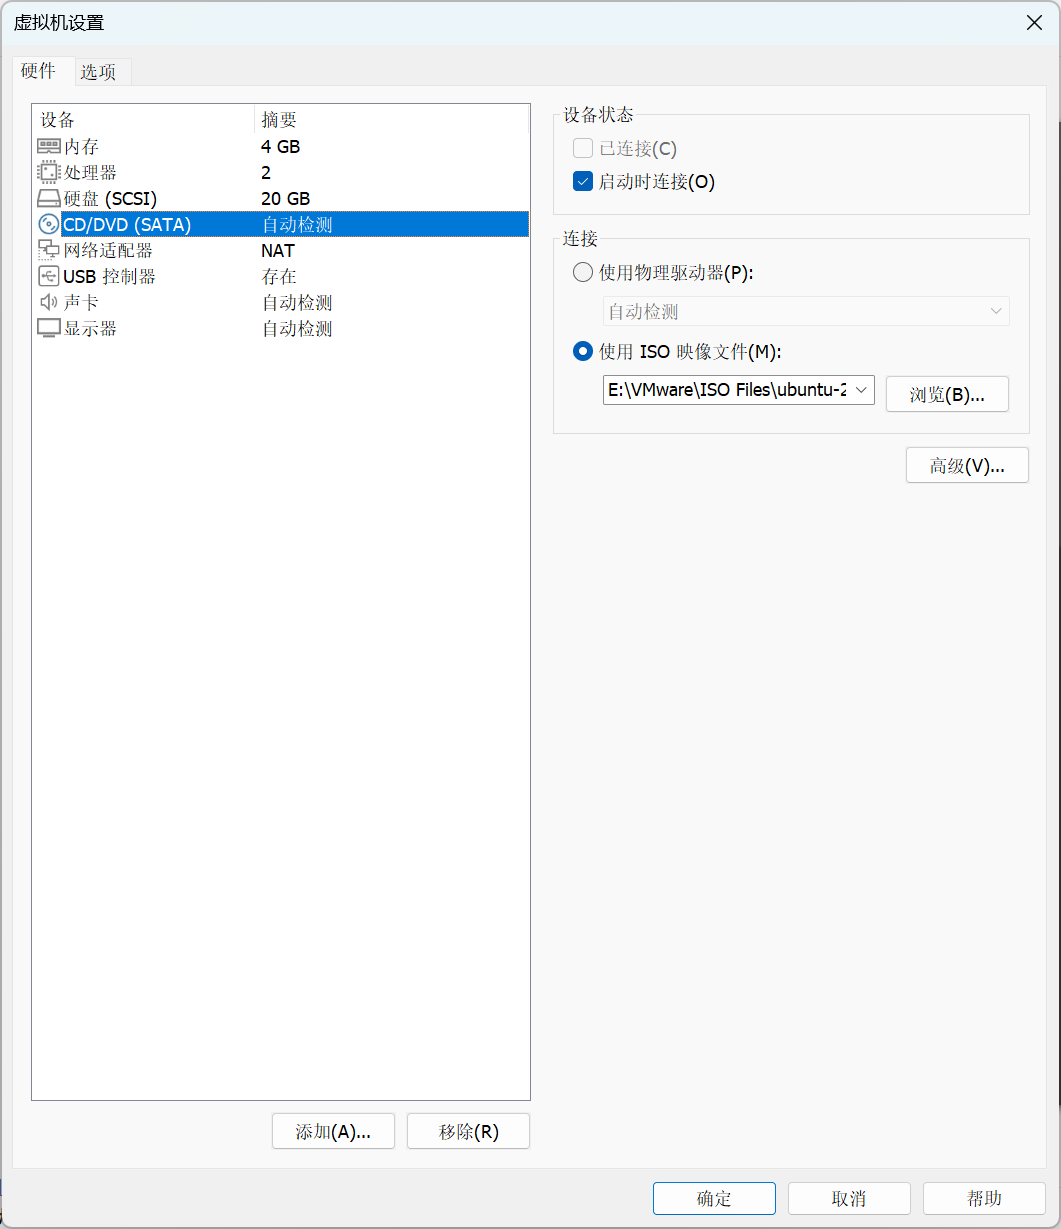 虚拟机设置
硬件 选项
设备 摘要
内存 4 GB
处理器 2
硬盘 (SCSI) 20 GB
CD/DVD (SATA) 自动检测
网络适配器 NAT
USB 控制器 存在
声卡 自动检测
显示器 自动检测
添加(A)... 移除(R)
设备状态
已连接(C)
启动时连接(O)
连接
使用物理驱动器(P):
自动检测
使用 ISO 映像文件(M):
E:\VMware\ISO Files\ubuntu-2 浏览(B)...
高级(V)...
确定 取消 帮助